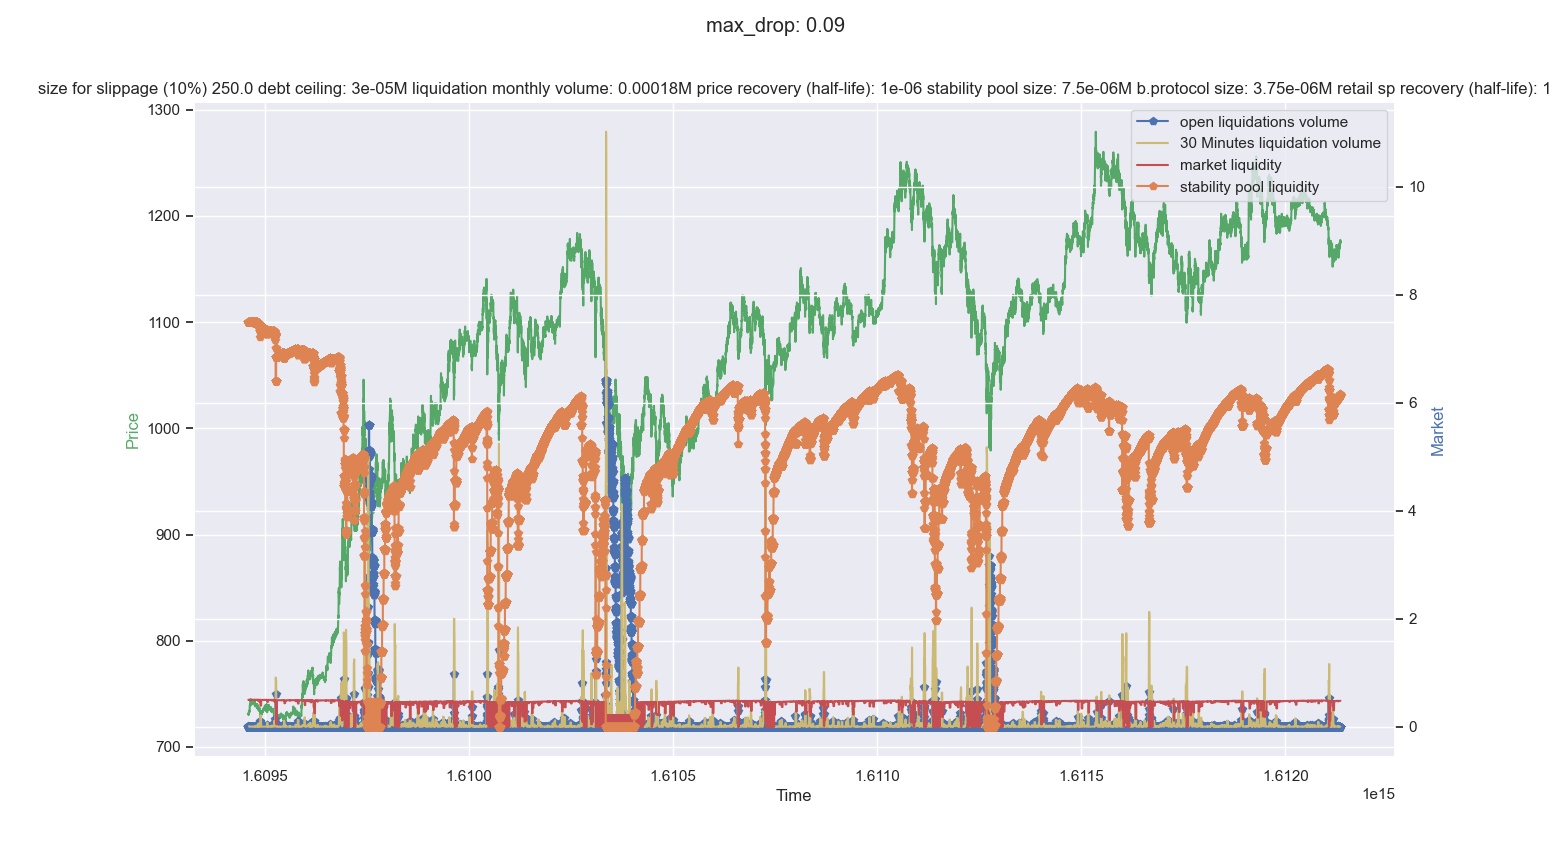 max_drop: 0.09
size for slippage (10%) 250.0 debt ceiling: 3e-05M liquidation monthly volume: 0.00018M price recovery (half-life): 1e-06 stability pool size: 7.5e-06M b.protocol size: 3.75e-06M retail sp recovery (half-life): 1
open liquidations volume
30 Minutes liquidation volume
market liquidity
stability pool liquidity
1300
1200
1100
1000
900
800
700
Price
10
8
6
4
2
0
Market
1.6095 1.6100 1.6105 1.6110 1.6115 1.6120
1e15
Time